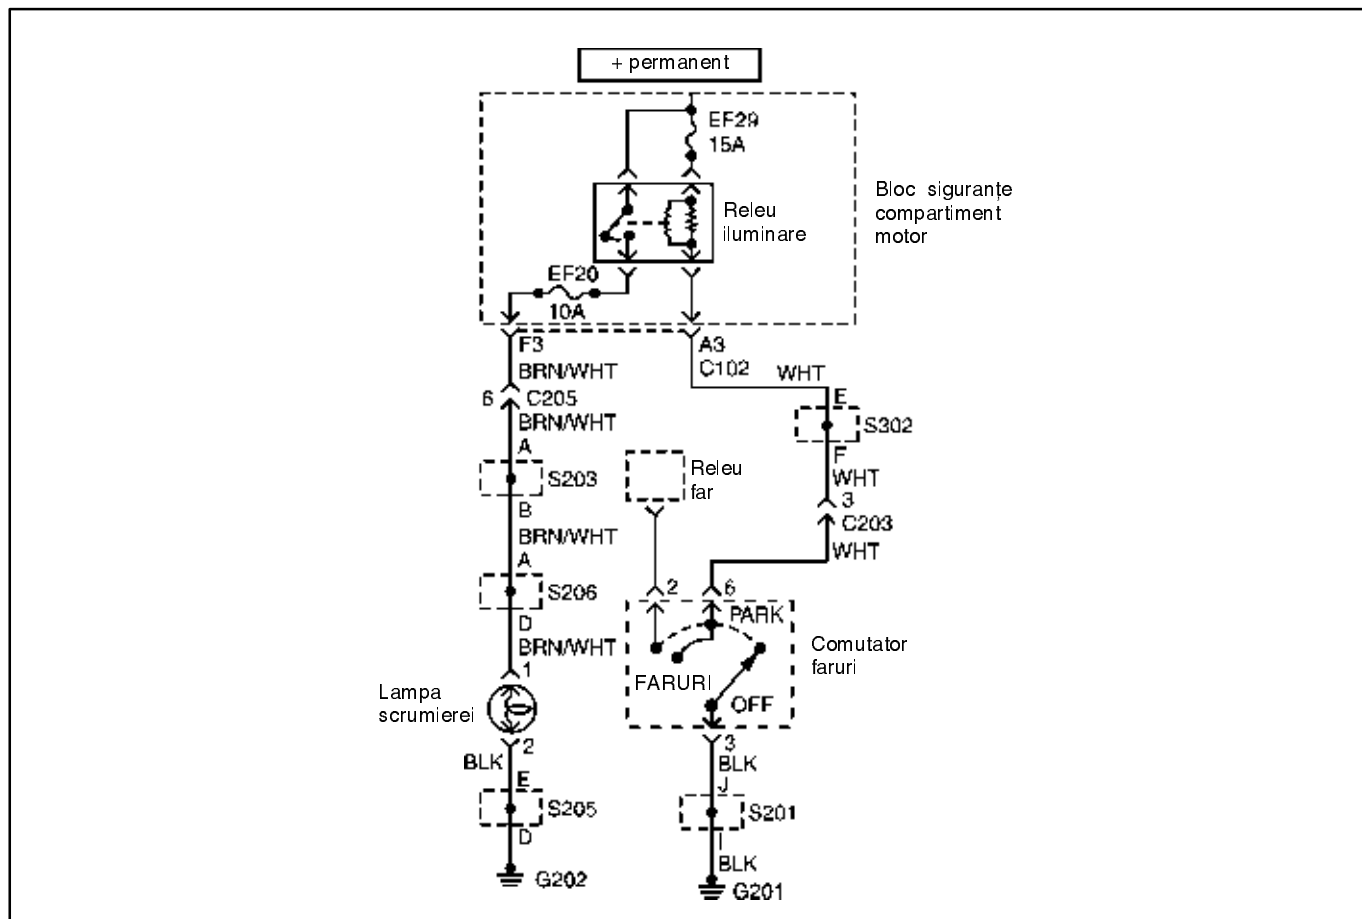 + permanent
EF29
15A
Bloc siguranțe
compartiment
motor
Releu
iluminare
EF20
10A
F3
A3
BRN/WHT
C102
WHT
6
C205
E
BRN/WHT
S302
A
F
S203
Releu
far
WHT
B
3
C203
BRN/WHT
WHT
A
S206
2
6
D
PARK
BRN/WHT
Comutator
faruri
1
FARURI
Lampa
scrumierei
OFF
2
3
BLK
BLK
E
J
S205
S201
D
I
BLK
G202
G201